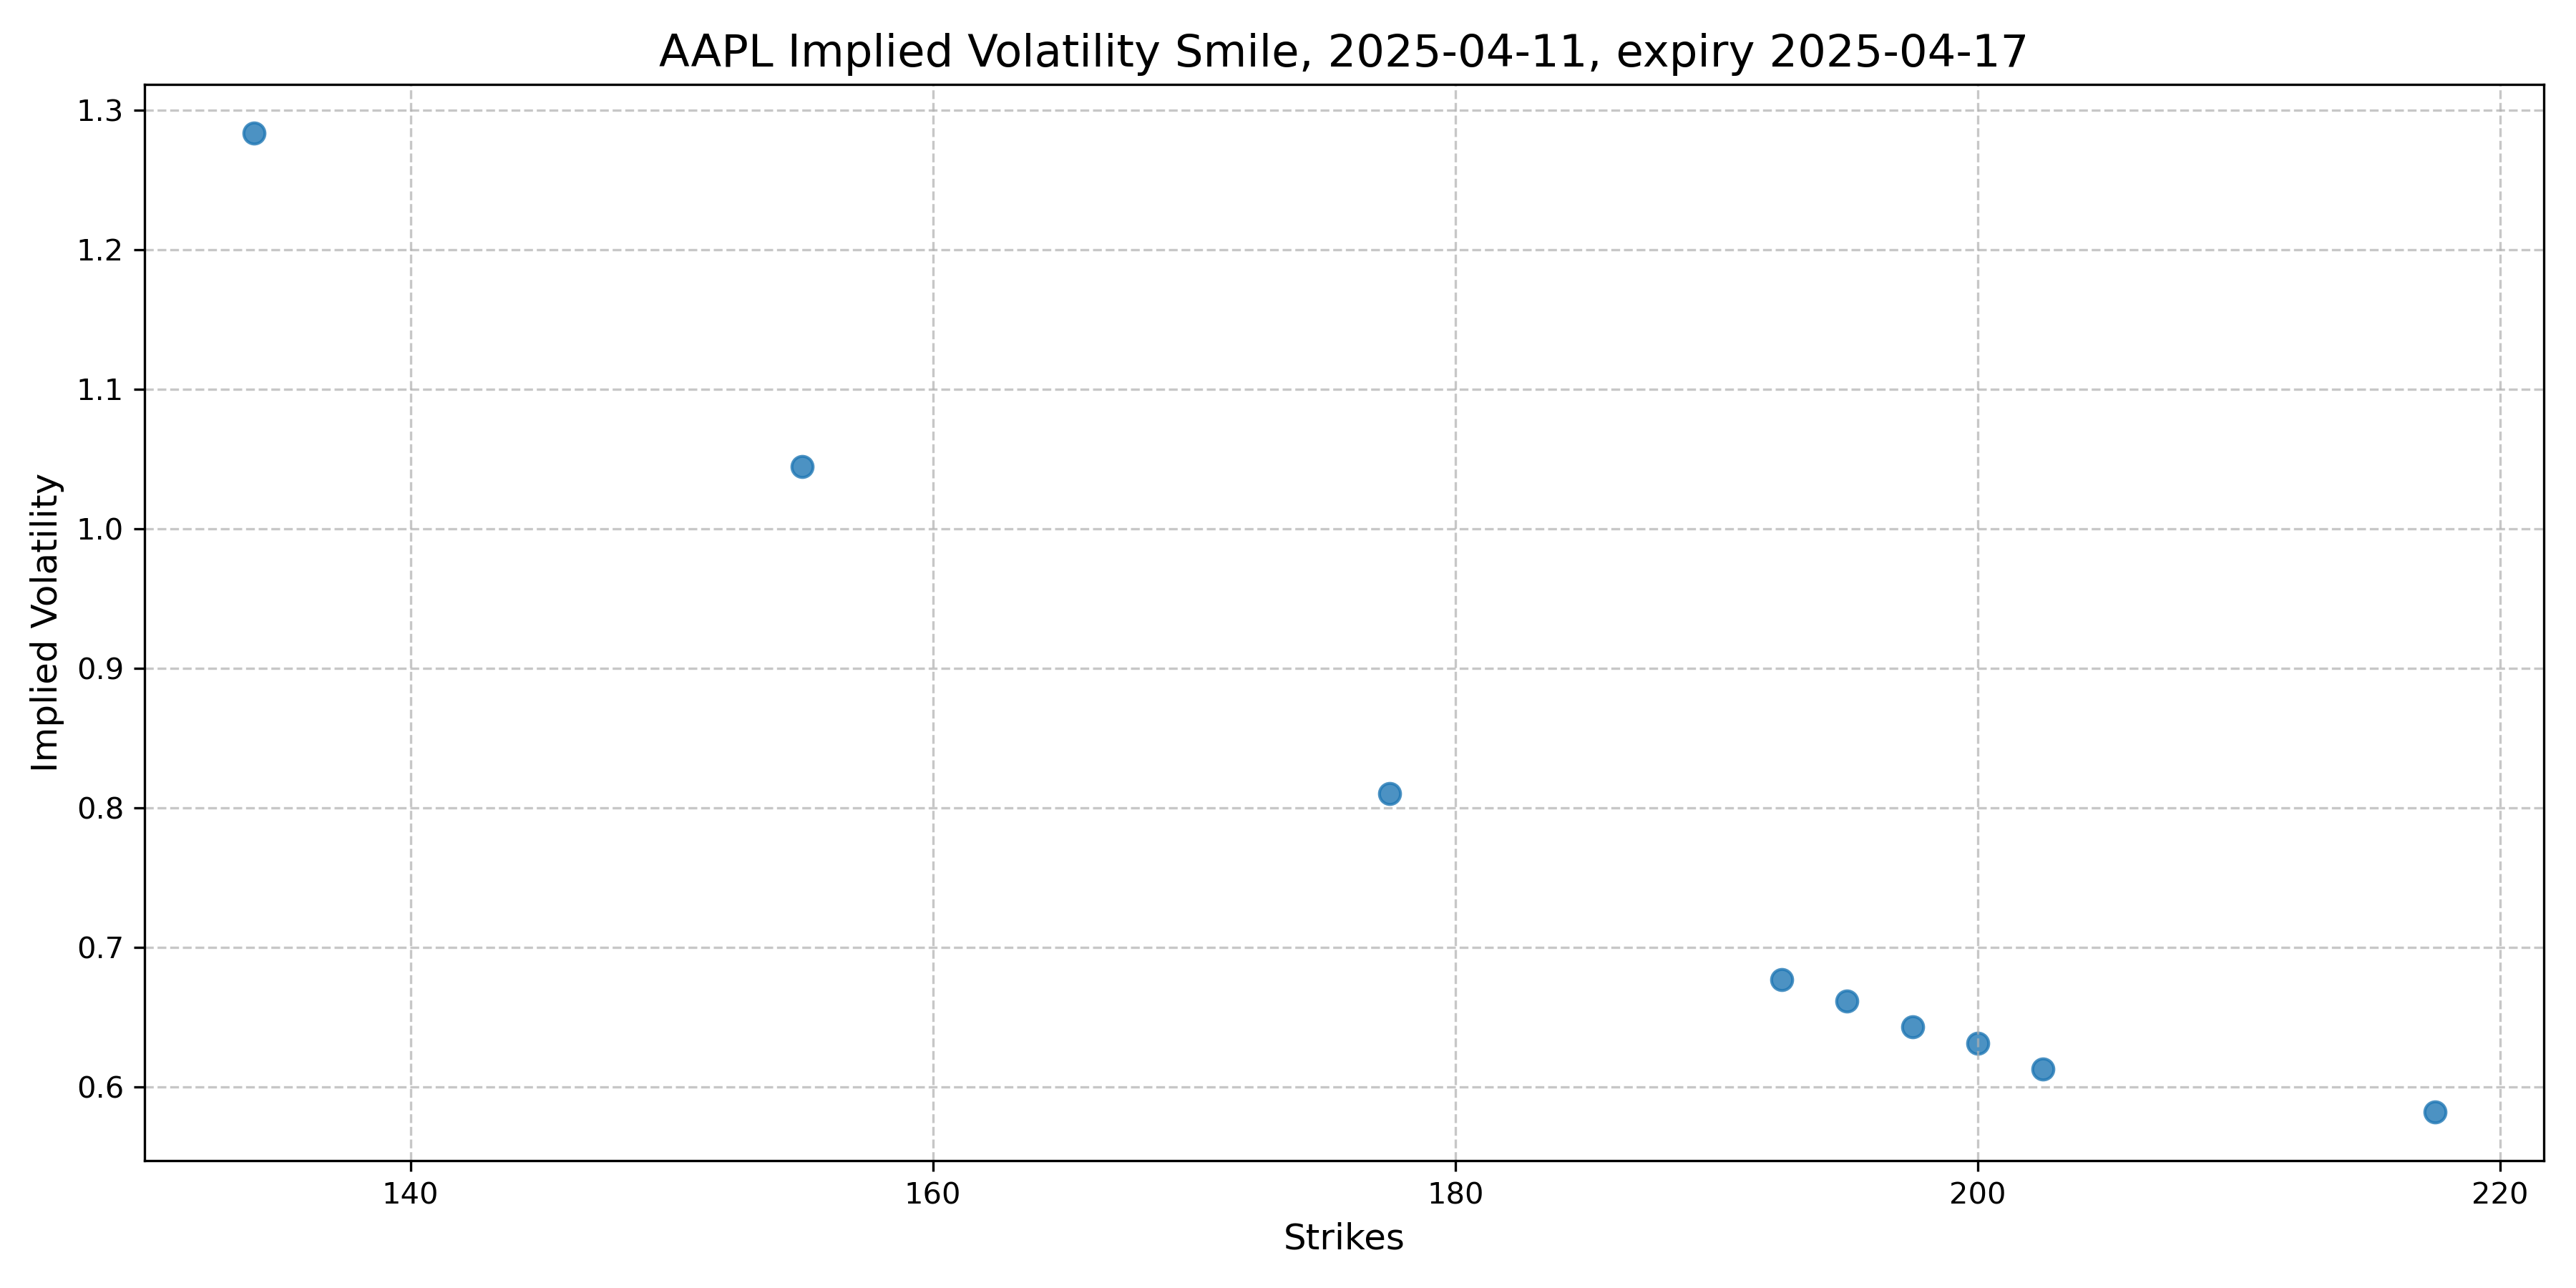 AAPL Implied Volatility Smile, 2025-04-11, expiry 2025-04-17
1.3
1.2
1.1
1.0
0.9
0.8
0.7
0.6
Implied Volatility
140 160 180 200 220
Strikes